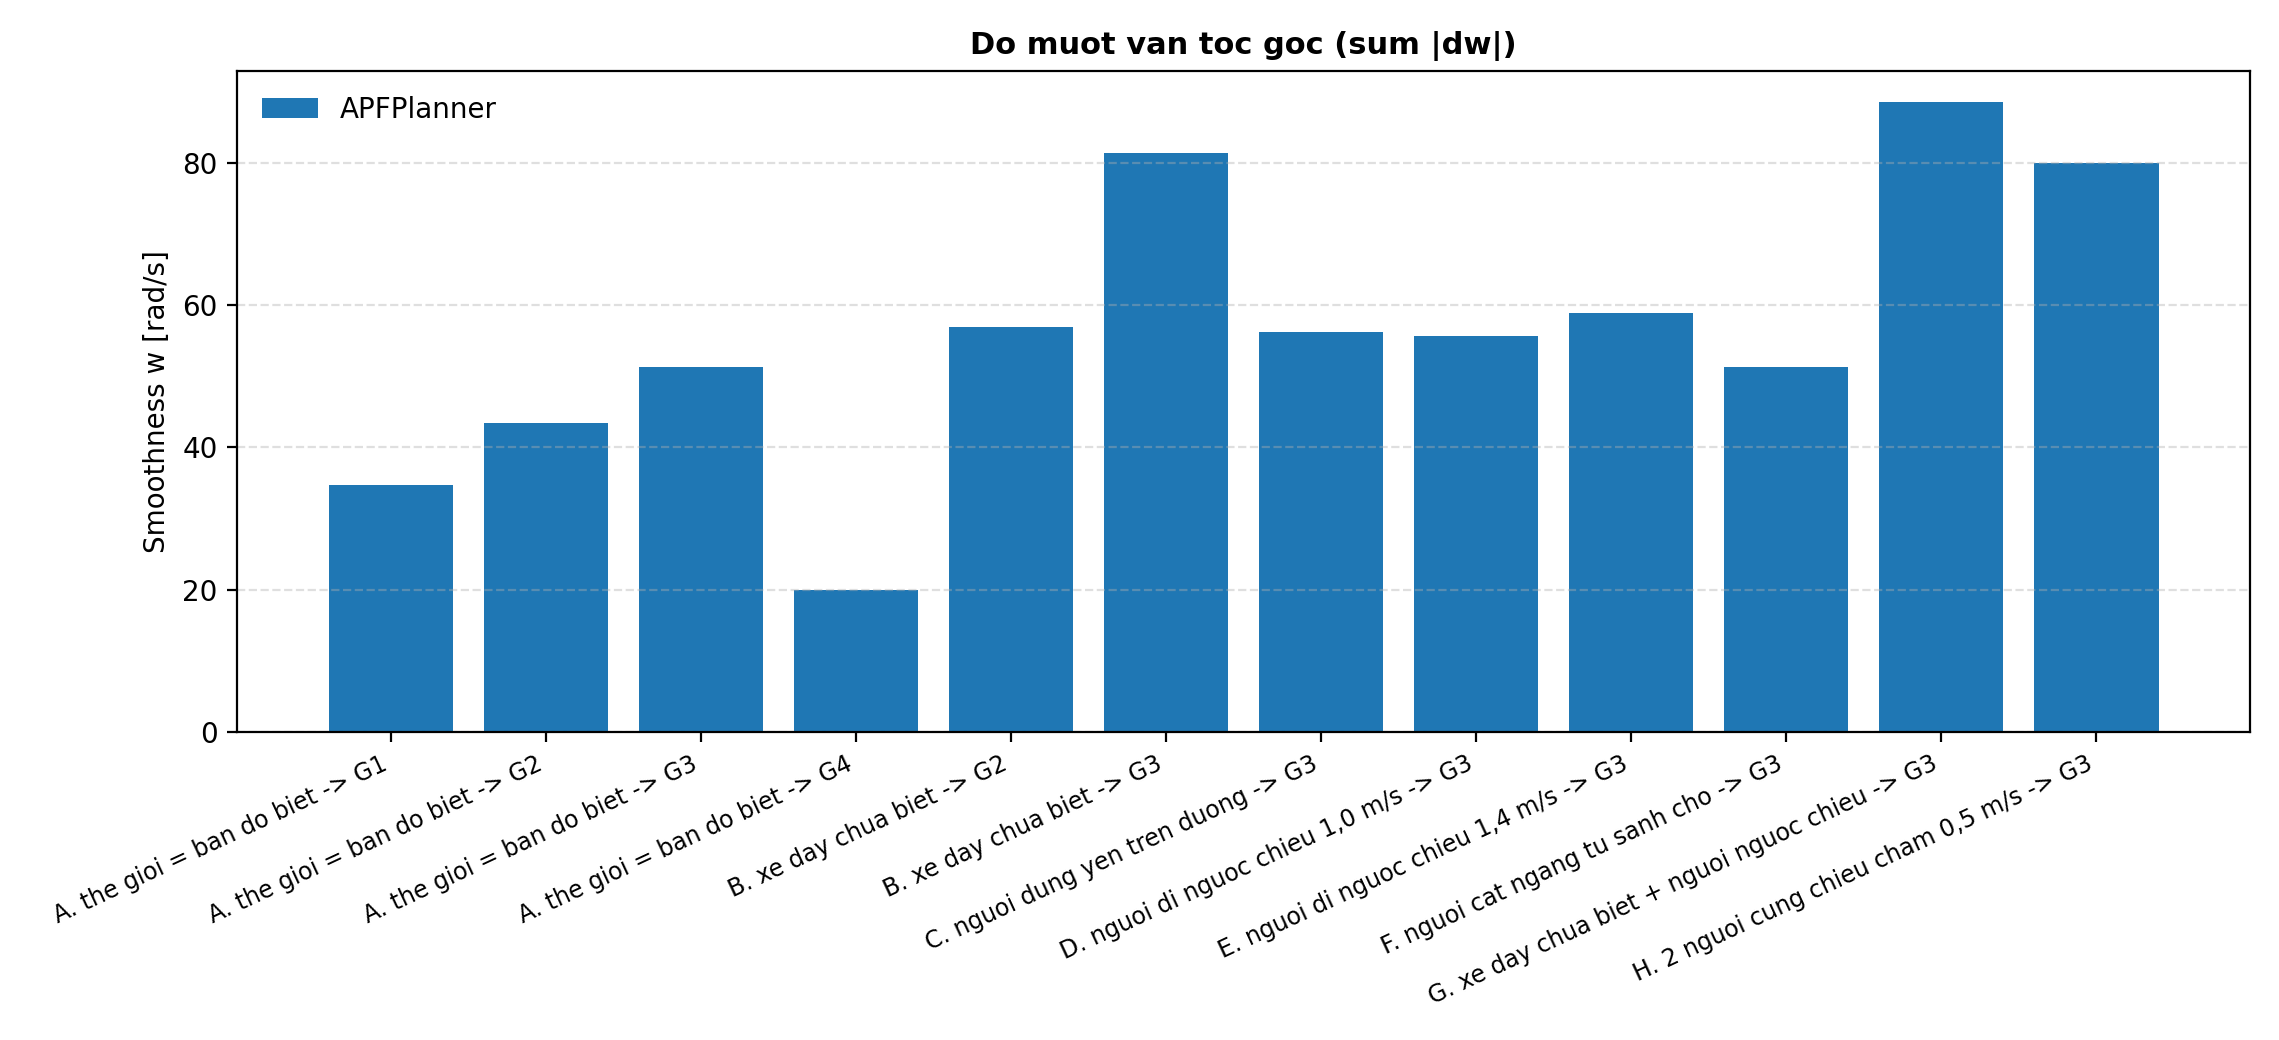 Do muot van toc goc (sum |dw|)
APFPlanner
Smoothness w [rad/s]
80
60
40
20
0
A. the gioi = ban do biet -> G1
A. the gioi = ban do biet -> G2
A. the gioi = ban do biet -> G3
A. the gioi = ban do biet -> G4
B. xe day chua biet -> G2
B. xe day chua biet -> G3
C. nguoi dung yen tren duong -> G3
D. nguoi di nguoc chieu 1,0 m/s -> G3
E. nguoi di nguoc chieu 1,4 m/s -> G3
F. nguoi cat ngang tu sanh cho -> G3
G. xe day chua biet + nguoi nguoc chieu -> G3
H. 2 nguoi cung chieu cham 0,5 m/s -> G3